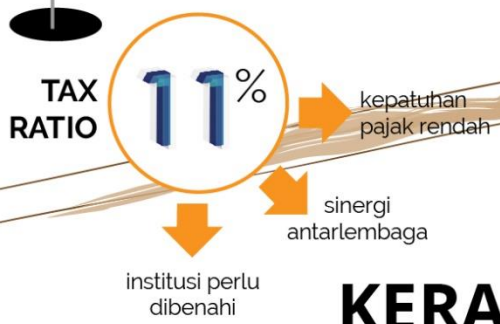 TAX
RATIO
11%
kepatuhan
pajak rendah
sinergi
antarlembaga
institusi perlu
dibenahi
KERA